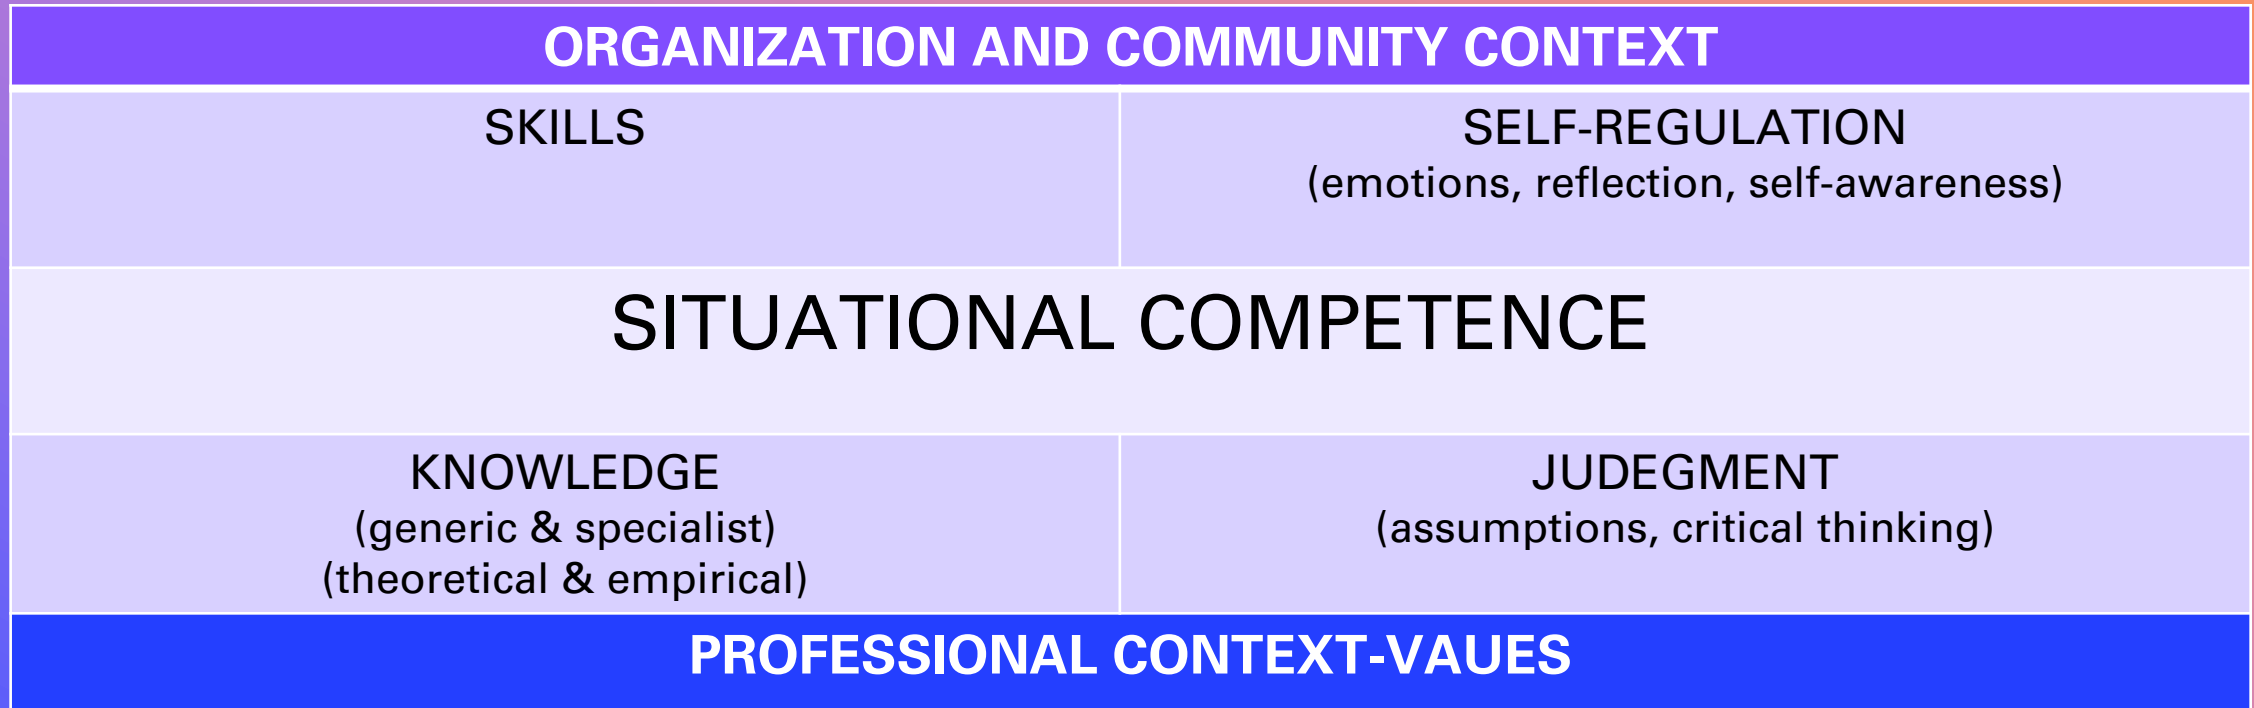 ORGANIZATION AND COMMUNITY CONTEXT
SKILLS
SELF-REGULATION
(emotions, reflection, self-awareness)
SITUATIONAL COMPETENCE
KNOWLEDGE
(generic & specialist)
(theoretical & empirical)
JUDEGMENT
(assumptions, critical thinking)
PROFESSIONAL CONTEXT-VAUES